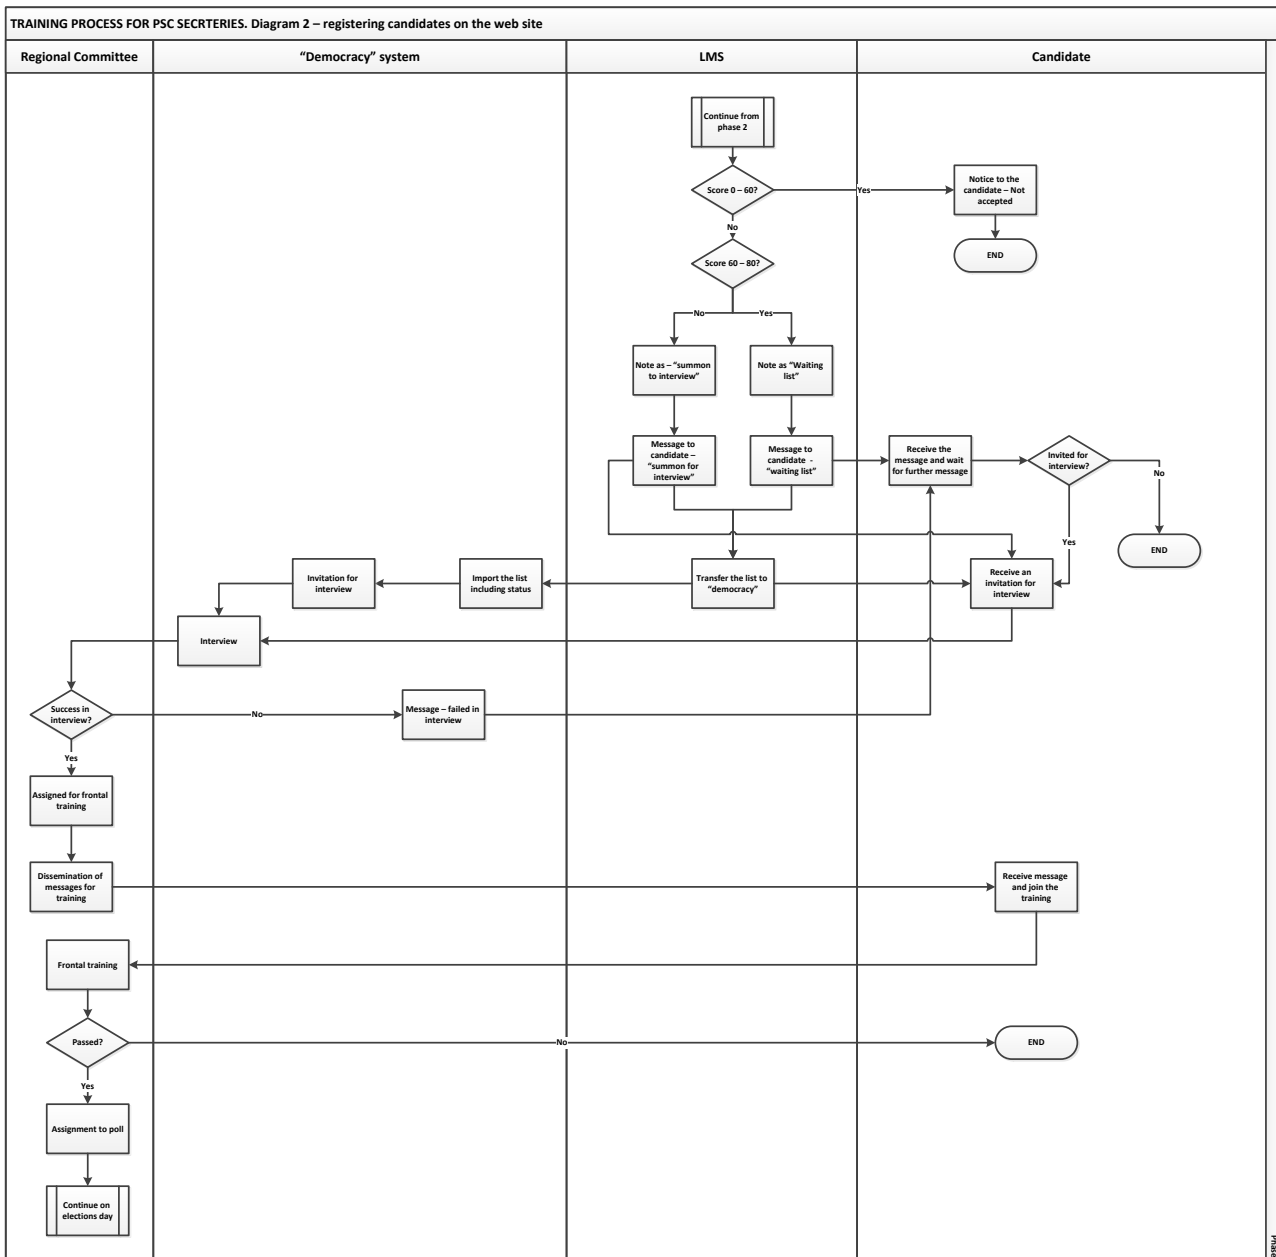 TRAINING PROCESS FOR PSC SECRTERIES. Diagram 2 – registering candidates on the web site
Regional Committee
“Democracy” system
LMS
Candidate
Continue from
phase 2
Score 0 – 60?
Yes
Notice to the
candidate – Not
accepted
No
END
Score 60 – 80?
No
Yes
Note as – “summon
to interview”
Note as “Waiting
list”
Message to
candidate –
“summon for
interview”
Message to
candidate -
“waiting list”
Receive the
message and wait
for further message
Invited for
interview?
No
Yes
END
Invitation for
interview
Import the list
including status
Transfer the list to
“democracy”
Receive an
invitation for
interview
Interview
Success in
interview?
No
Message – failed in
interview
Yes
Assigned for frontal
training
Dissemination of
messages for
training
Receive message
and join the
training
Frontal training
Passed?
No
END
Yes
Assignment to poll
Continue on
elections day
Phase